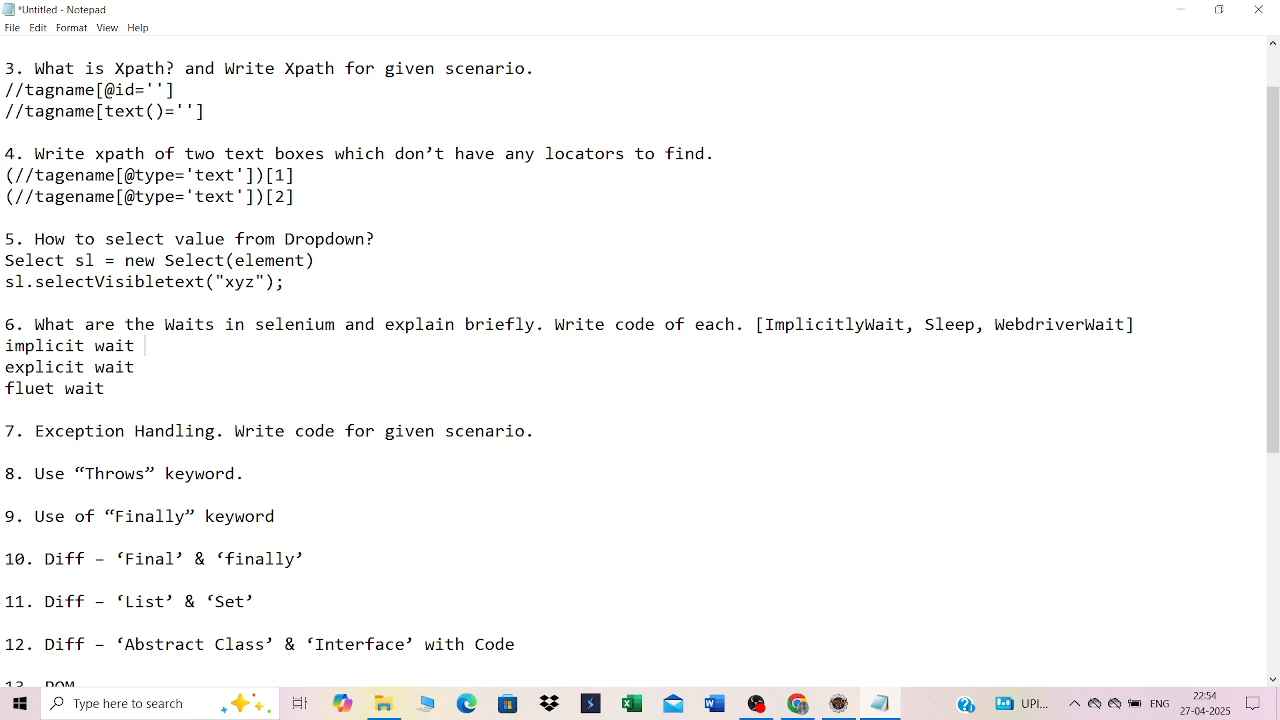 *Untitled - Notepad
File Edit Format View Help
3. What is Xpath? and Write Xpath for given scenario.
//tagname[@id='']
//tagname[text()='']
4. Write xpath of two text boxes which don’t have any locators to find.
(//tagename[@type='text'])[1]
(//tagename[@type='text'])[2]
5. How to select value from Dropdown?
Select sl = new Select(element)
sl.selectVisibletext("xyz");
6. What are the Waits in selenium and explain briefly. Write code of each. [ImplicitlyWait, Sleep, WebdriverWait]
implicit wait
explicit wait
fluet wait
7. Exception Handling. Write code for given scenario.
8. Use “Throws” keyword.
9. Use of “Finally” keyword
10. Diff – ‘Final’ & ‘finally’
11. Diff – ‘List’ & ‘Set’
12. Diff – ‘Abstract Class’ & ‘Interface’ with Code
13. POM
Type here to search
UPI...
ENG
22:54
27-04-2025